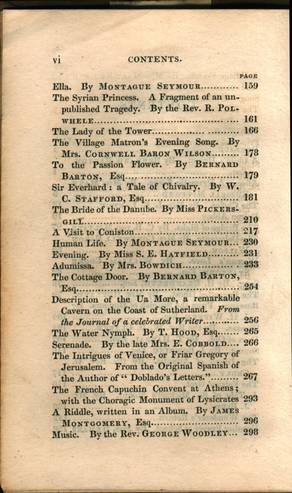 vi CONTENTS.
PAGE
Ella. By MONTAGUE SEYMOUR............ 159
The Syrian Princess. A Fragment of an un-
published Tragedy. By the Rev. R. POL-
WHELE............................................ 161
The Lady of the Tower........................ 166
The Village Matron's Evening Song. By
Mrs. CORNWELL BARON WILSON......... 178
To the Passion Flower. By BERNARD
BARTON, Esq.................................... 179
Sir Everhard: a Tale of Chivalry. By W.
C. STAFFORD, Esq............................. 181
The Bride of the Danube. By Miss PICKERS-
GILL................................................ 210
A Visit to Coniston............................. 217
Human Life. By MONTAGUE SEYMOUR... 230
Evening. By Miss S. E. HATFIELD......... 231
Adumissa. By Mrs. BOWDICH............... 233
The Cottage Door. By BERNARD BARTON,
Esq................................................. 254
Description of the Ua More, a remarkable
Cavern on the Coast of Sutherland. From
the Journal of a celebrated Writer............ 256
The Water Nymph. By T. HOOD, Esq...... 265
Serenade. By the late Mrs. E. COBBOLD.... 266
The Intrigues of Venice, or Friar Gregory of
Jerusalem. From the Original Spanish of
the Author of "Doblado's Letters."......... 267
The French Capuchin Convent at Athens;
with the Choragic Monument of Lysicrates 293
A Riddle, written in an Album. By JAMES
MONTGOMERY, Esq............................ 296
Music. By the Rev. GEORGE WOODLEY... 298